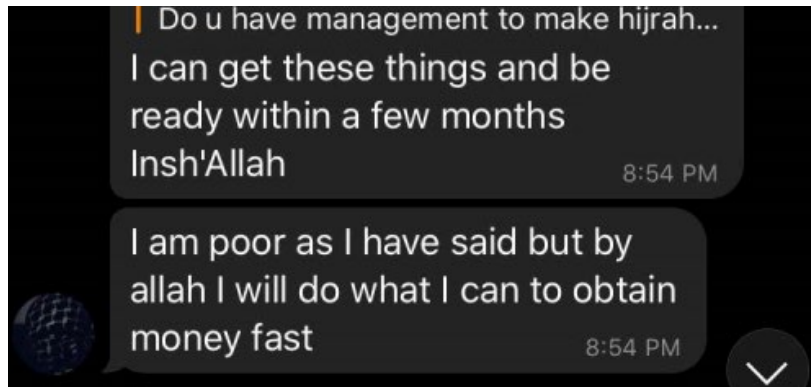 Do u have management to make hijrah...
I can get these things and be
ready within a few months
Insh'Allah
8:54 PM
I am poor as I have said but by
allah I will do what I can to obtain
money fast
8:54 PM